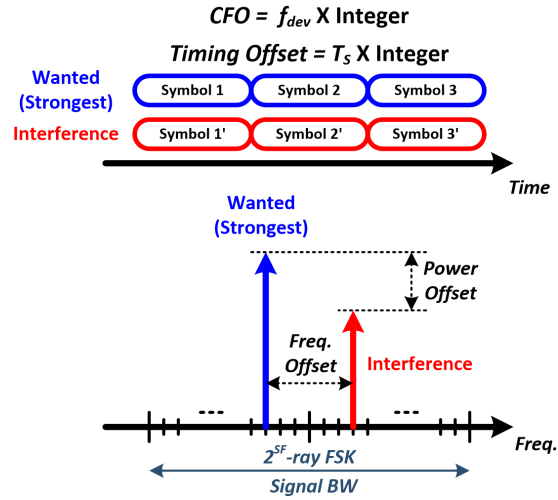 CFO = f_dev X Integer
Timing Offset = T_S X Integer
Wanted
(Strongest)
Symbol 1 Symbol 2 Symbol 3
Interference
Symbol 1' Symbol 2' Symbol 3'
Time
Wanted
(Strongest)
Power
Offset
Freq.
Offset
Interference
Freq.
2^SF-ray FSK
Signal BW